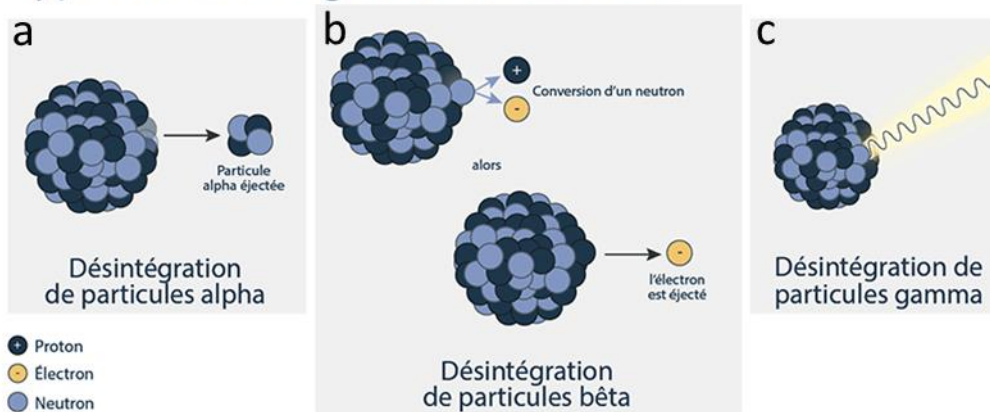 a
Particule
alpha éjectée
Désintégration
de particules alpha
b
+
-
Conversion d'un neutron
alors
-
l'électron
est éjecté
Désintégration
de particules bêta
c
Désintégration de
particules gamma
+ Proton
- Électron
Neutron